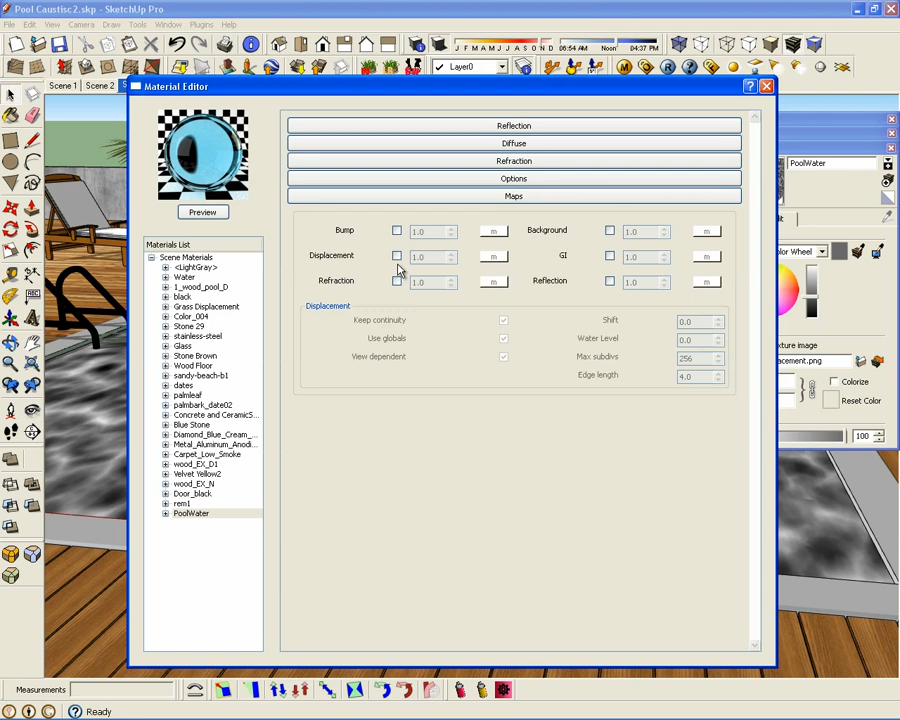 Pool Caustisc2.skp - SketchUp Pro
File Edit View Camera Draw Tools Window Plugins Help
J F M A M J J A S O N D 06:54 AM Noon 04:37 PM
Layer0
Scene 1 Scene 2
Material Editor
Preview
Materials List
Scene Materials
<LightGray>
Water
1_wood_pool_D
black
Grass Displacement
Color_004
Stone 29
stainless-steel
Glass
Stone Brown
Wood Floor
sandy-beach-b1
dates
palmleaf
palmbark_date02
Concrete and CeramicS...
Blue Stone
Diamond_Blue_Cream_...
Metal_Aluminum_Anodi...
Carpet_Low_Smoke
wood_EX_D1
Velvet Yellow2
wood_EX_N
Door_black
rem1
PoolWater
Reflection
Diffuse
Refraction
Options
Maps
Bump 1.0 m Background 1.0 m
Displacement 1.0 m GI 1.0 m
Refraction 1.0 m Reflection 1.0 m
Displacement
Keep continuity Shift 0.0
Use globals Water Level 0.0
View dependent Max subdivs 256
Edge length 4.0
PoolWater
olor Wheel
xture image
acement.png
Colorize
Reset Color
100
Measurements
Ready